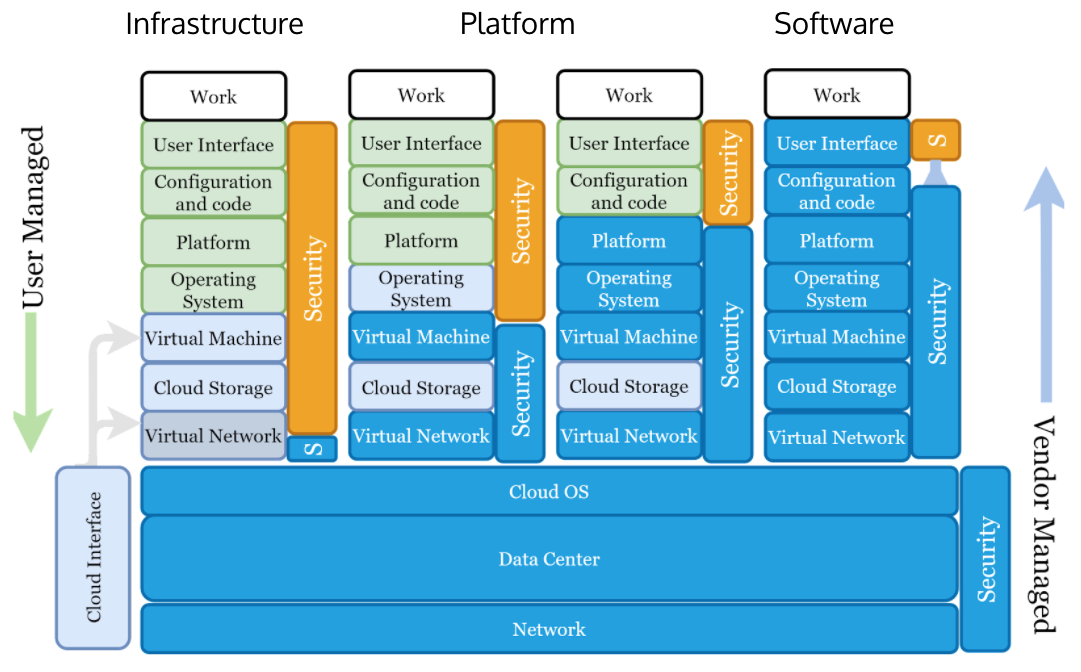 Infrastructure
Platform
Software
User Managed
Work
User Interface
Configuration
and code
Platform
Operating
System
Virtual Machine
Cloud Storage
Virtual Network
Security
S
Work
User Interface
Configuration
and code
Platform
Operating
System
Virtual Machine
Cloud Storage
Virtual Network
Security
Security
Work
User Interface
Configuration
and code
Platform
Operating
System
Virtual Machine
Cloud Storage
Virtual Network
Security
Security
Work
User Interface
Configuration
and code
Platform
Operating
System
Virtual Machine
Cloud Storage
Virtual Network
S
Security
Vendor Managed
Cloud Interface
Cloud OS
Data Center
Network
Security